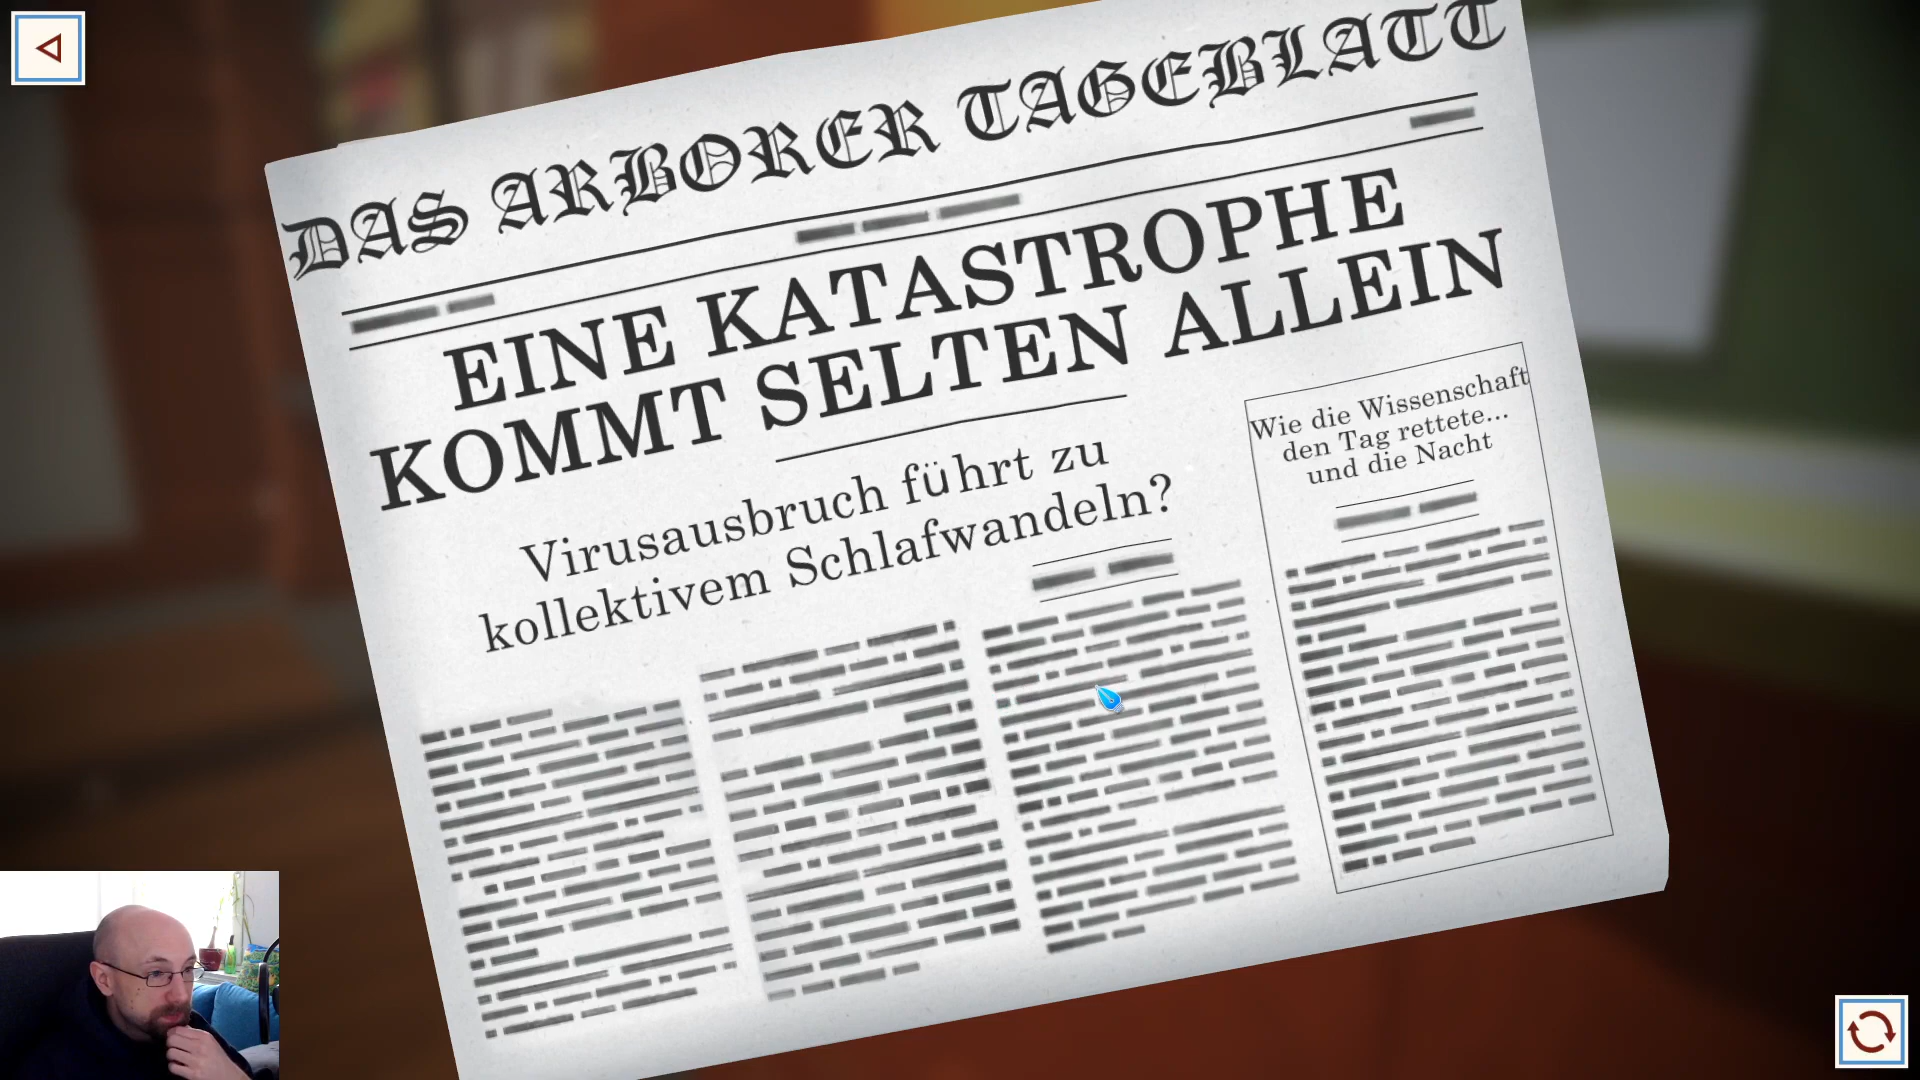 DAS ARBORER TAGEBLATT
EINE KATASTROPHE
KOMMT SELTEN ALLEIN
Virusausbruch führt zu
kollektivem Schlafwandeln?
Wie die Wissenschaft
den Tag rettete...
und die Nacht